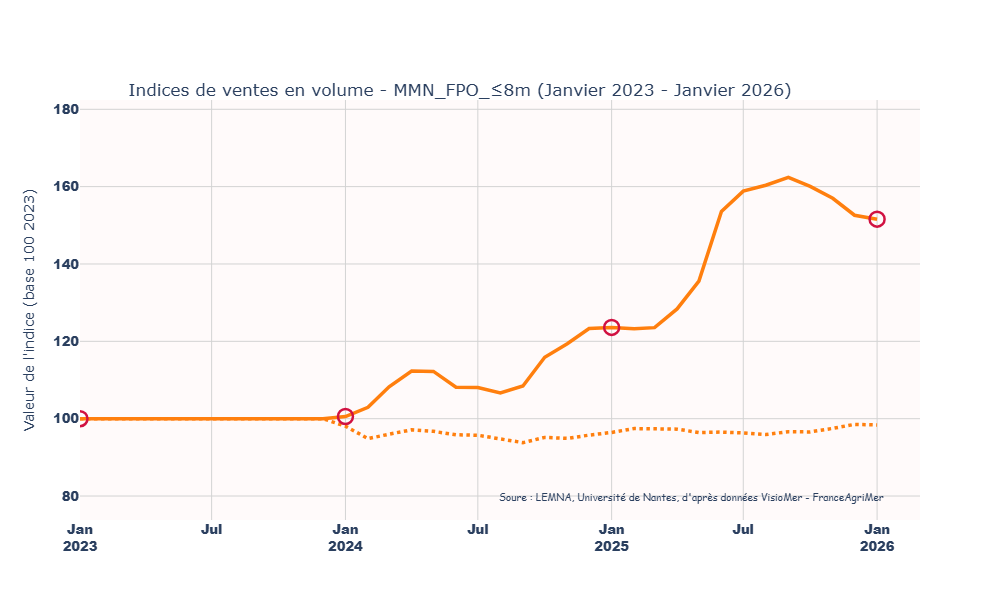 Indices de ventes en volume - MMN_FPO_≤8m (Janvier 2023 - Janvier 2026)
Valeur de l'indice (base 100 2023)
180
160
140
120
100
80
Soure : LEMNA, Université de Nantes, d'après données VisioMer - FranceAgriMer
Jan
2023
Jul
Jan
2024
Jul
Jan
2025
Jul
Jan
2026